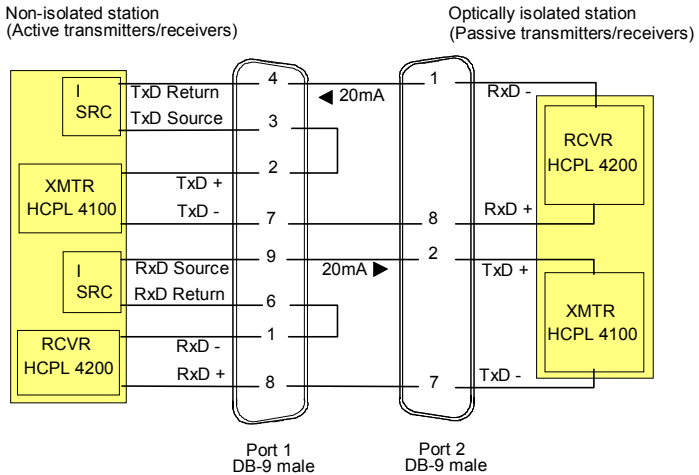 Non-isolated station
(Active transmitters/receivers)
Optically isolated station
(Passive transmitters/receivers)
I
SRC
TxD Return
4
◄ 20mA
1
RxD -
TxD Source
3
RCVR
HCPL 4200
XMTR
HCPL 4100
2
TxD +
TxD -
7
8
RxD +
I
SRC
9
RxD Source
20mA ►
2
TxD +
RxD Return
6
XMTR
HCPL 4100
RCVR
HCPL 4200
1
RxD -
RxD +
8
7
TxD -
Port 1
DB-9 male
Port 2
DB-9 male